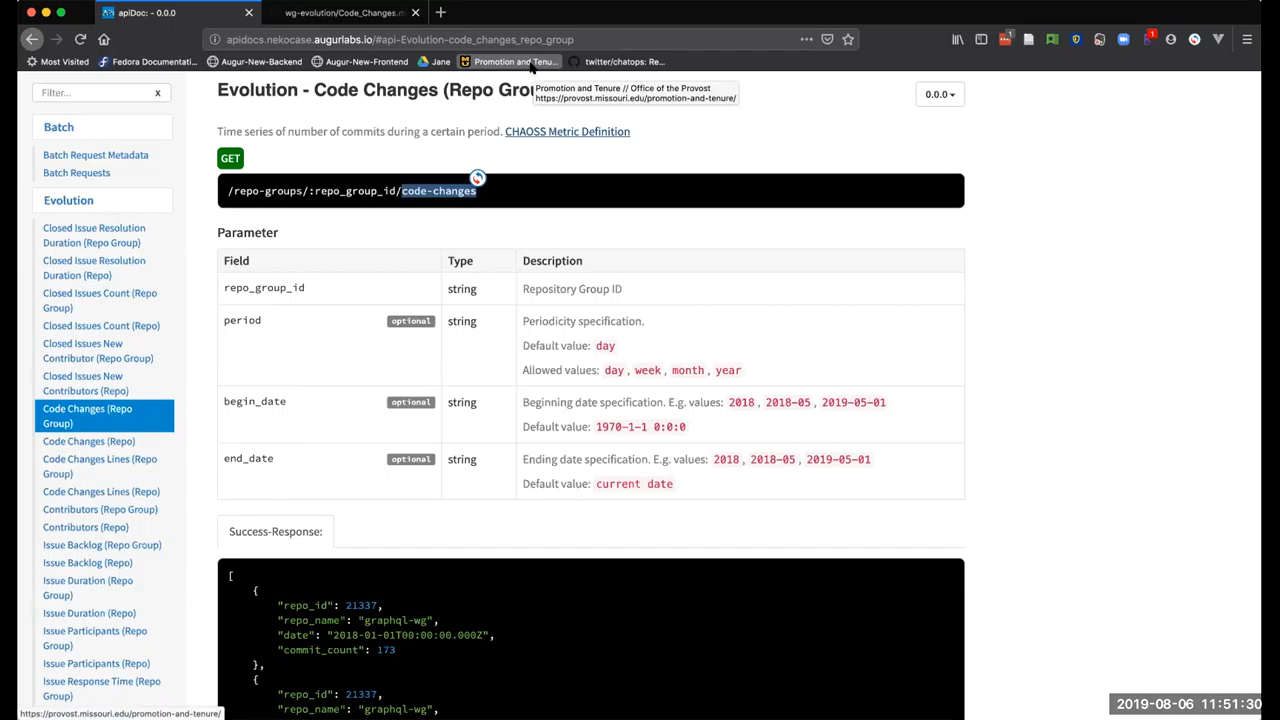 apiDoc: - 0.0.0
wg-evolution/Code_Changes.m
apidocs.nekocase.augurlabs.io/#api-Evolution-code_changes_repo_group
1
1
Most Visited
Fedora Documentati...
Augur-New-Backend
Augur-New-Frontend
Jane
Promotion and Tenu...
twitter/chatops: Re...
Promotion and Tenure // Office of the Provost
https://provost.missouri.edu/promotion-and-tenure/
Filter...
x
Batch
Batch Request Metadata
Batch Requests
Evolution
Closed Issue Resolution
Duration (Repo Group)
Closed Issue Resolution
Duration (Repo)
Closed Issues Count (Repo
Group)
Closed Issues Count (Repo)
Closed Issues New
Contributor (Repo Group)
Closed Issues New
Contributors (Repo)
Code Changes (Repo
Group)
Code Changes (Repo)
Code Changes Lines (Repo
Group)
Code Changes Lines (Repo)
Contributors (Repo Group)
Contributors (Repo)
Issue Backlog (Repo Group)
Issue Backlog (Repo)
Issue Duration (Repo
Group)
Issue Duration (Repo)
Issue Participants (Repo
Group)
Issue Participants (Repo)
Issue Response Time (Repo
Group)
https://provost.missouri.edu/promotion-and-tenure/
Evolution - Code Changes (Repo Gro
0.0.0
Time series of number of commits during a certain period. CHAOSS Metric Definition
GET
/repo-groups/:repo_group_id/code-changes
Parameter
Field Type Description
repo_group_id string Repository Group ID
period optional string Periodicity specification.
Default value: day
Allowed values: day , week , month , year
begin_date optional string Beginning date specification. E.g. values: 2018 , 2018-05 , 2019-05-01
Default value: 1970-1-1 0:0:0
end_date optional string Ending date specification. E.g. values: 2018 , 2018-05 , 2019-05-01
Default value: current date
Success-Response:
[
{
"repo_id": 21337,
"repo_name": "graphql-wg",
"date": "2018-01-01T00:00:00.000Z",
"commit_count": 173
},
{
"repo_id": 21337,
"repo_name": "graphql-wg",
2019-08-06 11:51:30